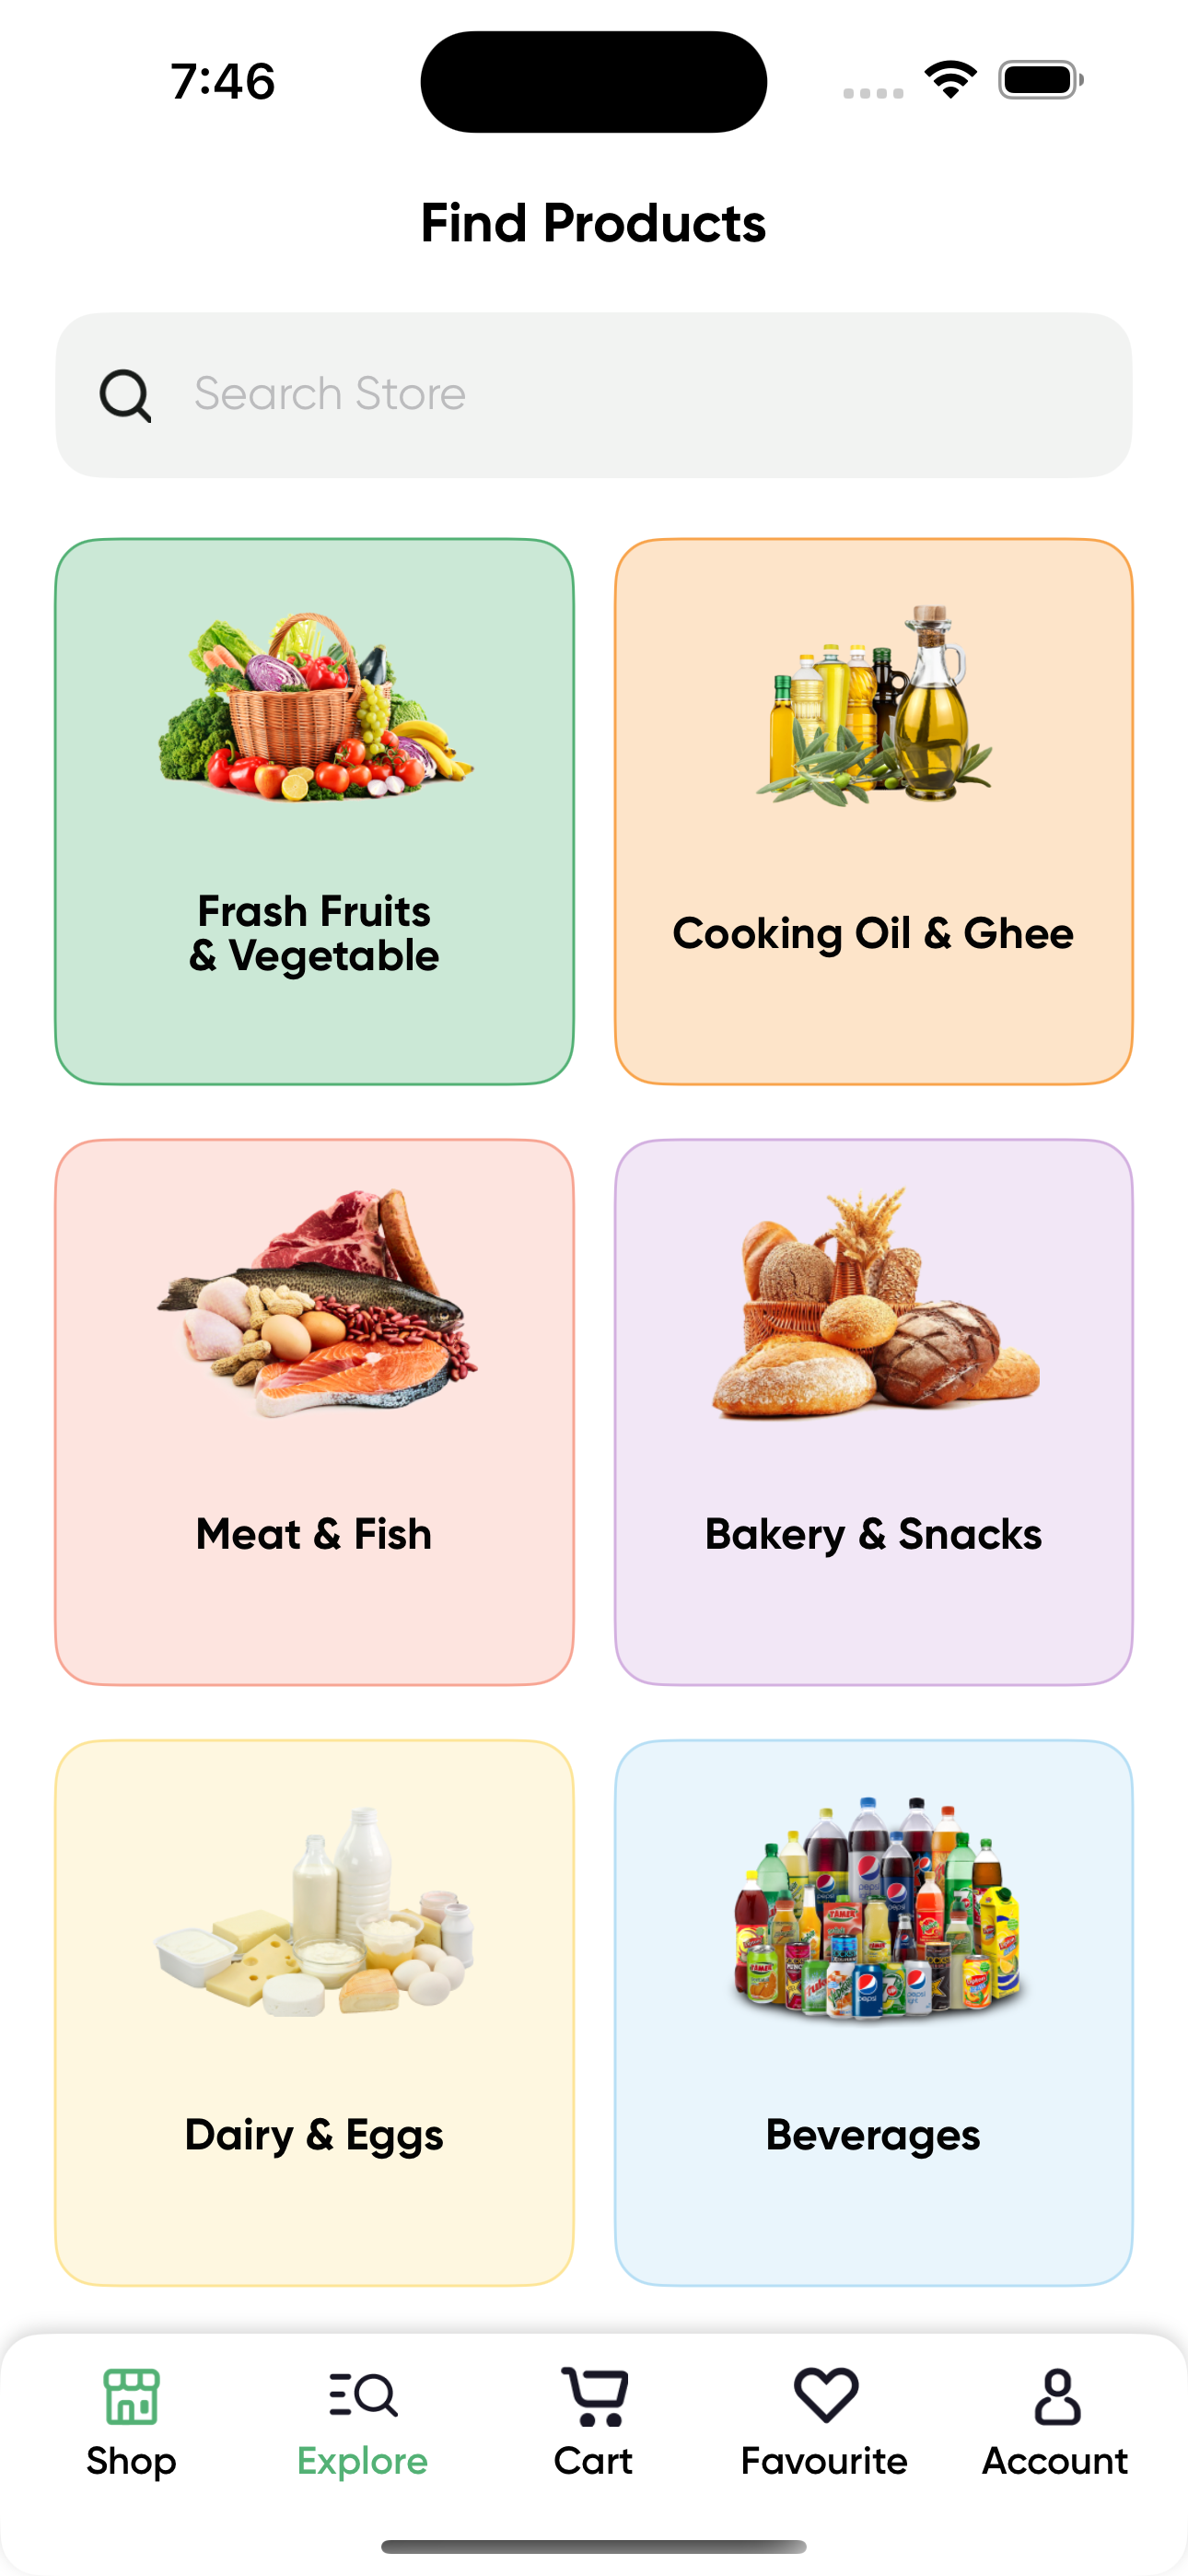 7:46
Find Products
Search Store
Frash Fruits
& Vegetable
Cooking Oil & Ghee
Meat & Fish
Bakery & Snacks
Dairy & Eggs
Beverages
Shop
Explore
Cart
Favourite
Account